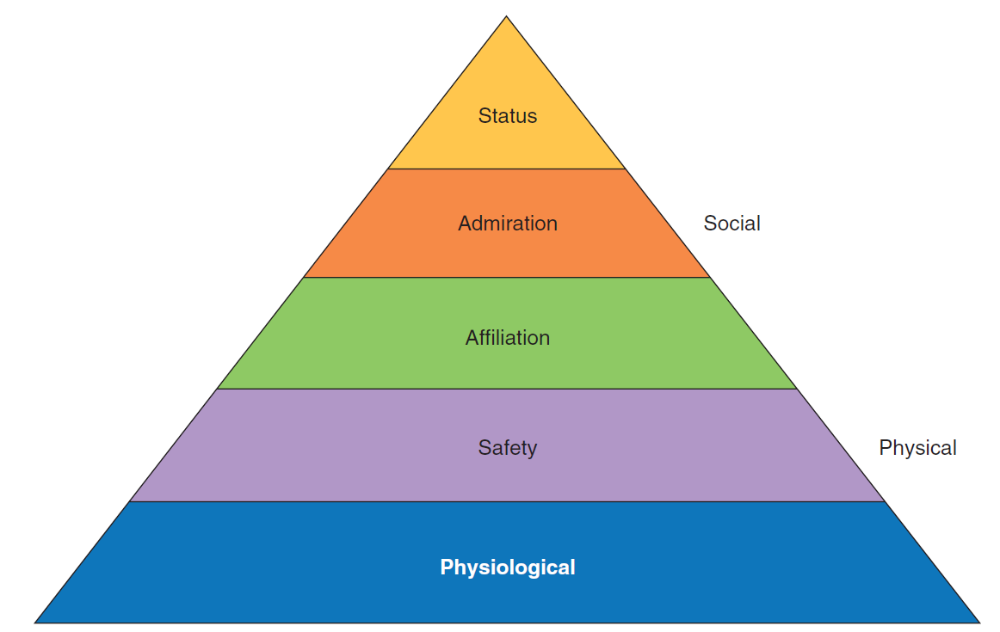 Status
Admiration
Social
Affiliation
Safety
Physical
Physiological